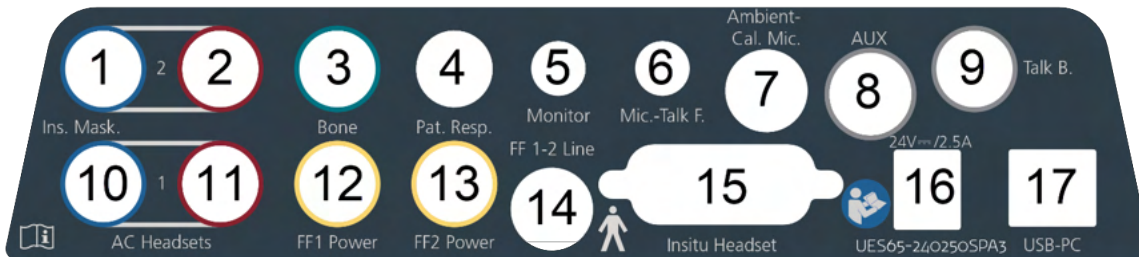 Ambient-
Cal. Mic.
AUX
1 2 2 3 4 5 6 7 8 9 Talk B.
Ins. Mask. Bone Pat. Resp. Monitor Mic.-Talk F.
FF 1-2 Line 24V⎓/2.5A
10 1 11 12 13 14 15 16 17
AC Headsets FF1 Power FF2 Power Insitu Headset UES65-240250SPA3 USB-PC